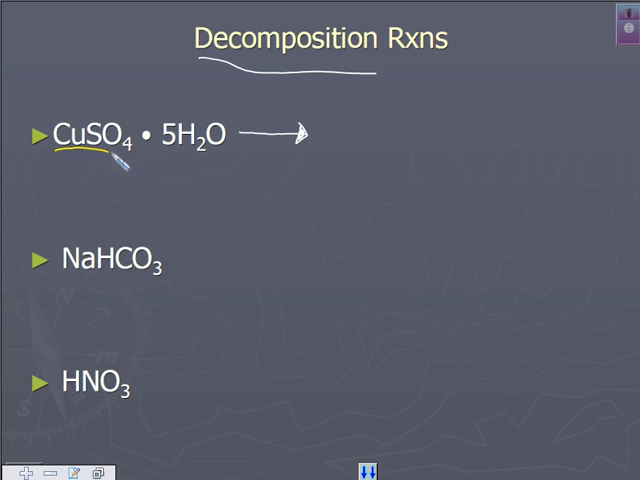 Decomposition Rxns
►CuSO₄ • 5H₂O ⟶
► NaHCO₃
► HNO₃